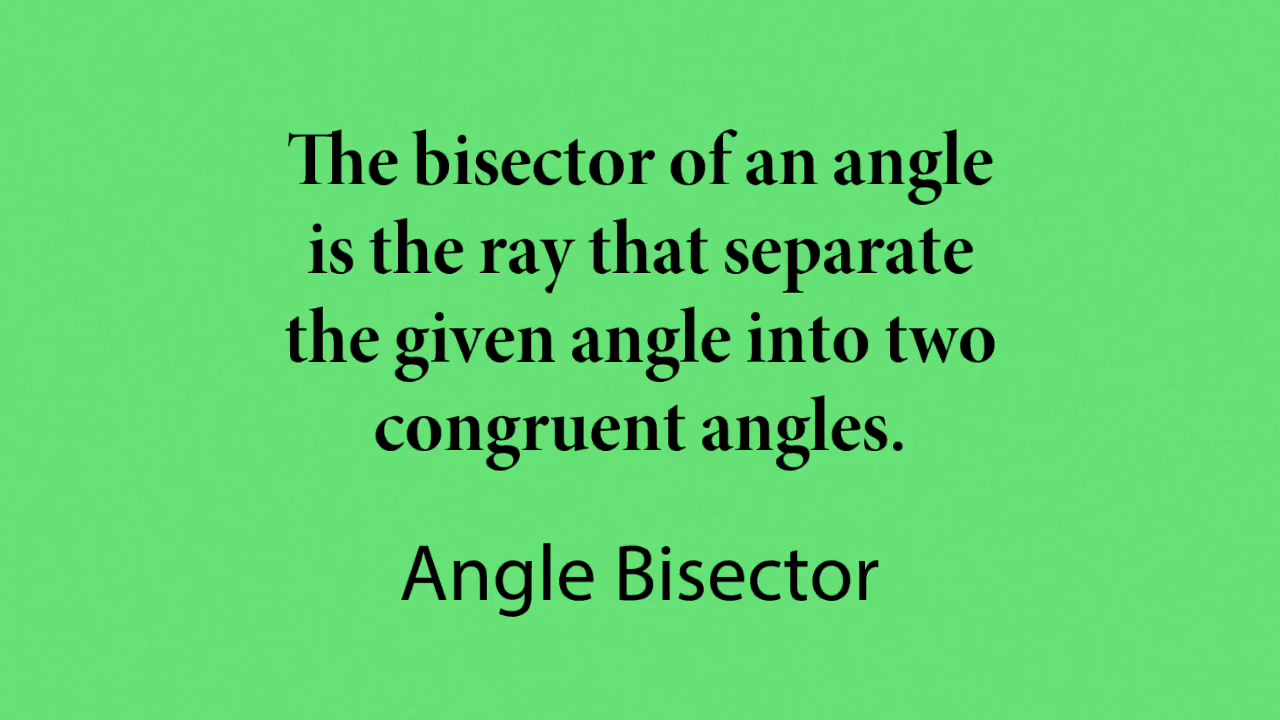 The bisector of an angle
is the ray that separate
the given angle into two
congruent angles.
Angle Bisector